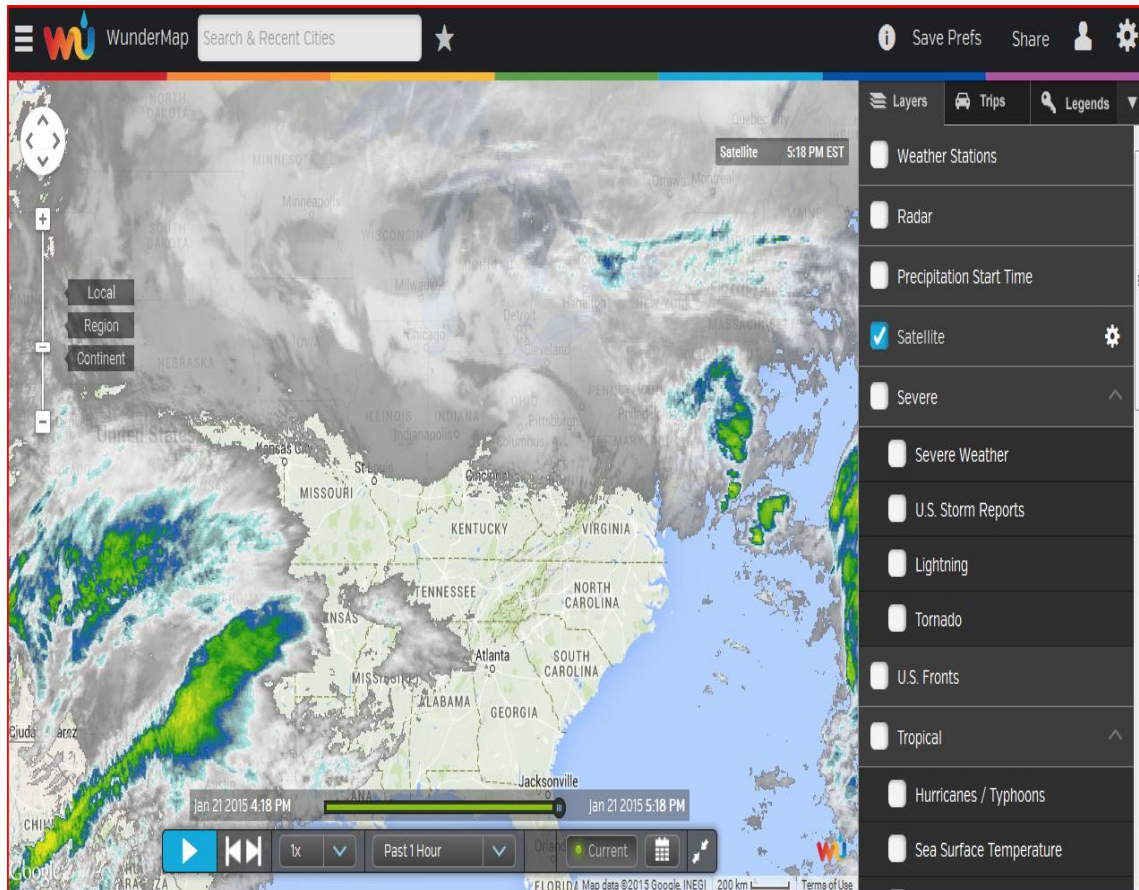 WU WunderMap Search & Recent Cities Save Prefs Share
Layers Trips Legends
Satellite 5:18 PM EST
Weather Stations
Radar
Precipitation Start Time
Satellite
Severe
Severe Weather
U.S. Storm Reports
Lightning
Tornado
U.S. Fronts
Tropical
Hurricanes / Typhoons
Sea Surface Temperature
Local
Region
Continent
NORTH
DAKOTA
MINNESOTA
Minneapolis
SOUTH
DAKOTA
WISCONSIN
Ottawa Montreal
MAINE
Milwaukee
Hamilton
Detroit
Chicago
IOWA
Cleveland
NEBRASKA
ILLINOIS INDIANA
Indianapolis
Pittsburgh
Columbus
United States
Kansas City
St Louis
Cincinnati
MISSOURI
KENTUCKY
VIRGINIA
TENNESSEE
NORTH
CAROLINA
NSAS
Atlanta
SOUTH
CAROLINA
MISSISSIPPI
ALABAMA
GEORGIA
Jacksonville
Jan 21 2015 4:18 PM Jan 21 2015 5:18 PM
1x Past 1 Hour Current
Google
FLORIDA Map data ©2015 Google, INEGI 200 km Terms of Use